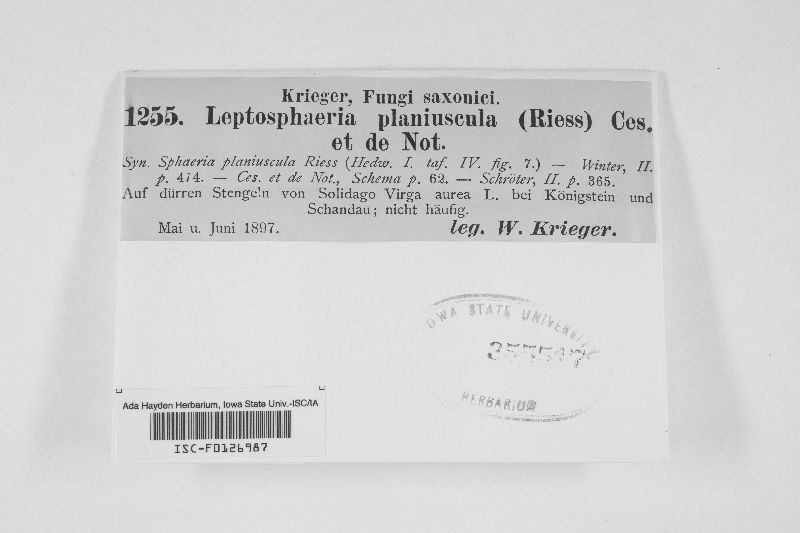 Krieger, Fungi saxonici.
1255. Leptosphaeria planiuscula (Riess) Ces.
et de Not.
Syn. Sphaeria planiuscula Riess (Hedw. I. taf. IV. fig. 7.) — Winter, II.
p. 474. — Ces. et de Not., Schema p. 62. — Schröter, II. p. 365.
Auf dürren Stengeln von Solidago Virga aurea L. bei Königstein und
Schandau; nicht häufig.
Mai u. Juni 1897. leg. W. Krieger.
IOWA STATE UNIVERSITY
HERBARIUM
Ada Hayden Herbarium, Iowa State Univ.-ISC/IA
ISC-F0126987